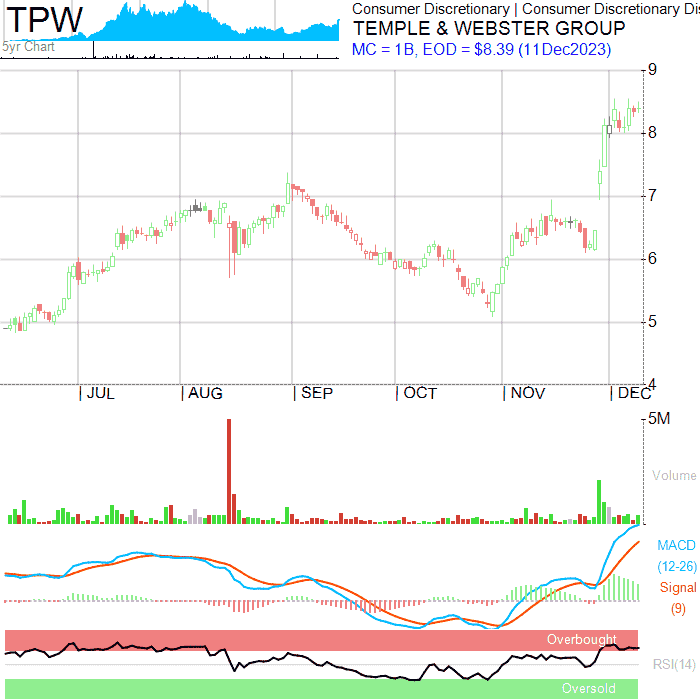 TPW
5yr Chart
Consumer Discretionary | Consumer Discretionary Dis
TEMPLE & WEBSTER GROUP
MC = 1B, EOD = $8.39 (11Dec2023)
9
8
7
6
5
4
| JUL | AUG | SEP | OCT | NOV | DEC
5M
Volume
MACD
(12-26)
Signal
(9)
Overbought
RSI(14)
Oversold